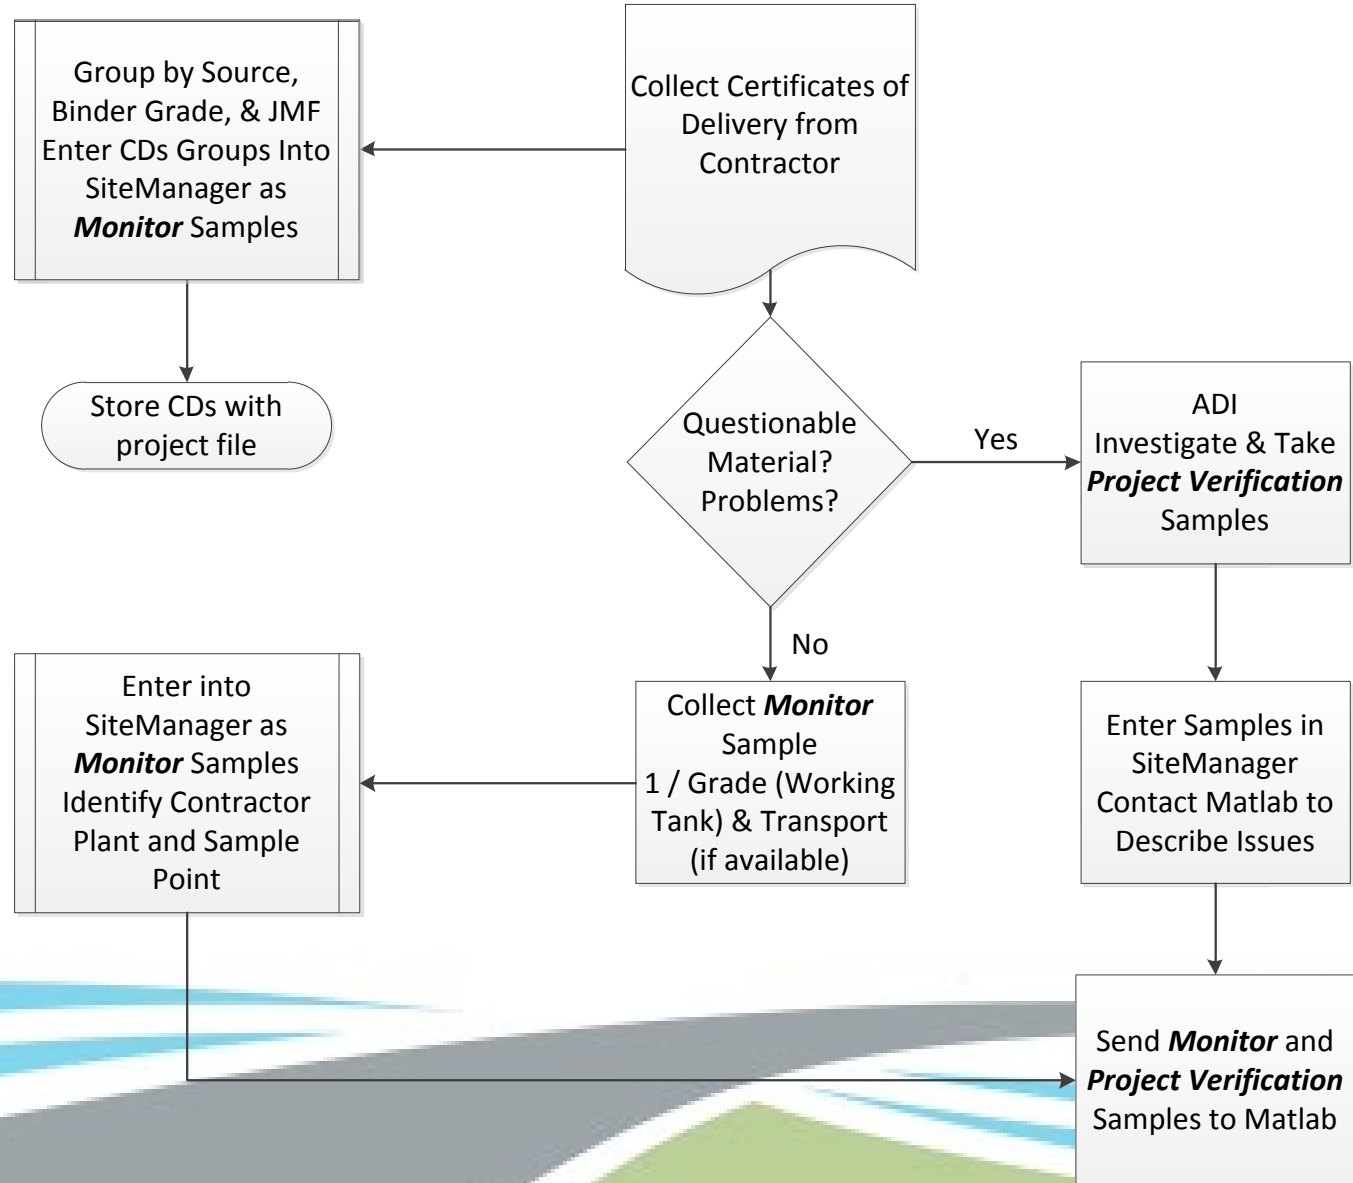 Group by Source,
Binder Grade, & JMF
Enter CDs Groups Into
SiteManager as
Monitor Samples
Collect Certificates of
Delivery from
Contractor
Store CDs with
project file
Questionable
Material?
Problems?
Yes
ADI
Investigate & Take
Project Verification
Samples
No
Enter into
SiteManager as
Monitor Samples
Identify Contractor
Plant and Sample
Point
Collect Monitor
Sample
1 / Grade (Working
Tank) & Transport
(if available)
Enter Samples in
SiteManager
Contact Matlab to
Describe Issues
Send Monitor and
Project Verification
Samples to Matlab